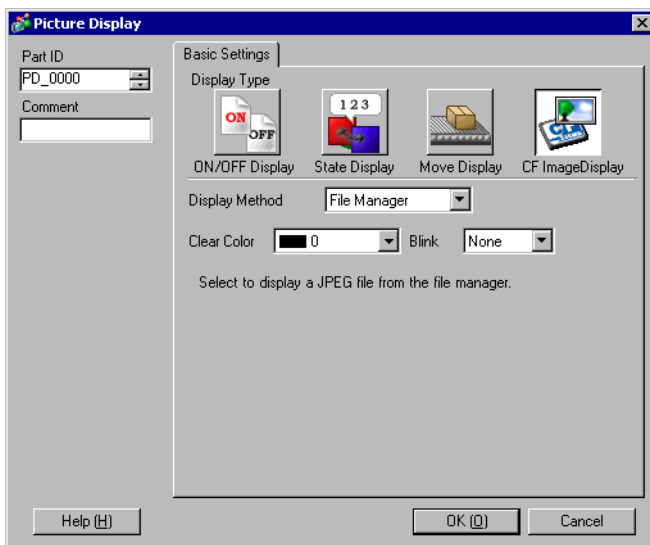 Picture Display
Part ID
PD_0000
Comment
Basic Settings
Display Type
ON
OFF
1 2 3
CF
ON/OFF Display State Display Move Display CF ImageDisplay
Display Method File Manager
Clear Color 0 Blink None
Select to display a JPEG file from the file manager.
Help (H) OK (O) Cancel